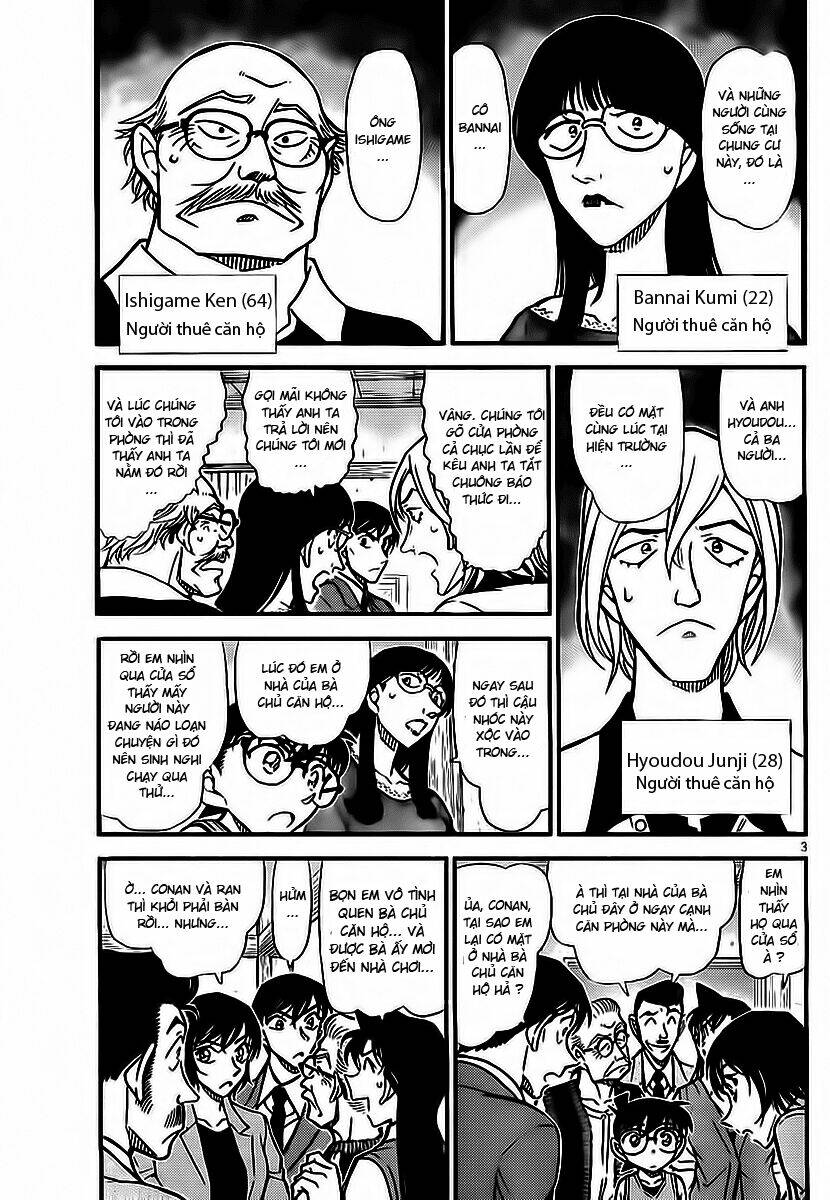 VÀ NHỮNG
NGƯỜI CÙNG
SỐNG TẠI
CHUNG CƯ
NÀY, ĐÓ LÀ
...
CÔ
BANNAI
...
Bannai Kumi (22)
Người thuê căn hộ
ÔNG
ISHIGAME
...
Ishigame Ken (64)
Người thuê căn hộ
VÀ ANH
HYOUDOU...
CẢ BA
NGƯỜI...
ĐỀU CÓ MẶT
CÙNG LÚC TẠI
HIỆN TRƯỜNG
...
Hyoudou Junji (28)
Người thuê căn hộ
VÂNG. CHÚNG TÔI
GÕ CỬA PHÒNG
CẢ CHỤC LẦN ĐỂ
KÊU ANH TA TẮT
CHUÔNG BÁO
THỨC ĐI...
GỌI MÃI KHÔNG
THẤY ANH TA
TRẢ LỜI NÊN
CHÚNG TÔI MỚI
...
VÀ LÚC CHÚNG
TÔI VÀO TRONG
PHÒNG THÌ ĐÃ
THẤY ANH TA
NẰM ĐÓ RỒI
...
NGAY SAU
ĐÓ THÌ CẬU
NHÓC NÀY
XỘC VÀO
TRONG...
LÚC ĐÓ EM Ở
NHÀ CỦA BÀ
CHỦ CĂN HỘ...
RỒI EM NHÌN
QUA CỬA SỔ
THẤY MẤY
NGƯỜI NÀY
ĐANG NÁO LOẠN
CHUYỆN GÌ ĐÓ
NÊN SINH NGHI
CHẠY QUA
THỬ...
3
EM
NHÌN
THẤY
HỌ QUA
CỬA SỔ
À ?
À THÌ TẠI NHÀ CỦA BÀ
CHỦ ĐÂY Ở NGAY CẠNH
CĂN PHÒNG NÀY MÀ...
ỦA, CONAN,
TẠI SAO EM
LẠI CÓ MẶT
Ở NHÀ BÀ
CHỦ CĂN
HỘ HẢ ?
BỌN EM VÔ TÌNH
QUEN BÀ CHỦ
CĂN HỘ... VÀ
ĐƯỢC BÀ ẤY MỜI
ĐẾN NHÀ CHƠI...
HỬM
...
Ờ... CONAN VÀ RAN
THÌ KHỎI PHẢI BÀN
RỒI... NHƯNG...